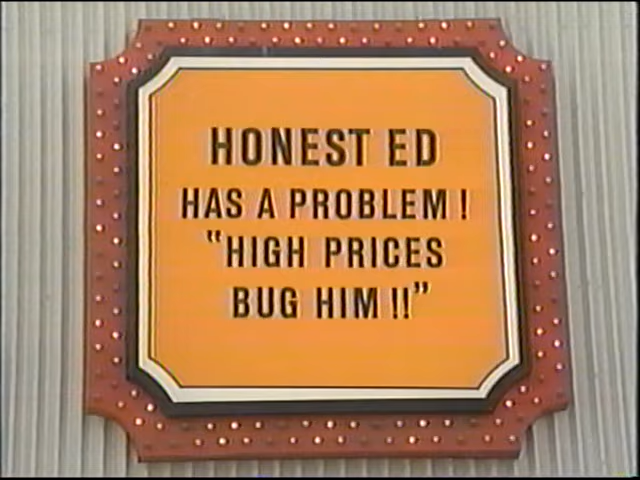 HONEST ED
HAS A PROBLEM!
"HIGH PRICES
BUG HIM!!"